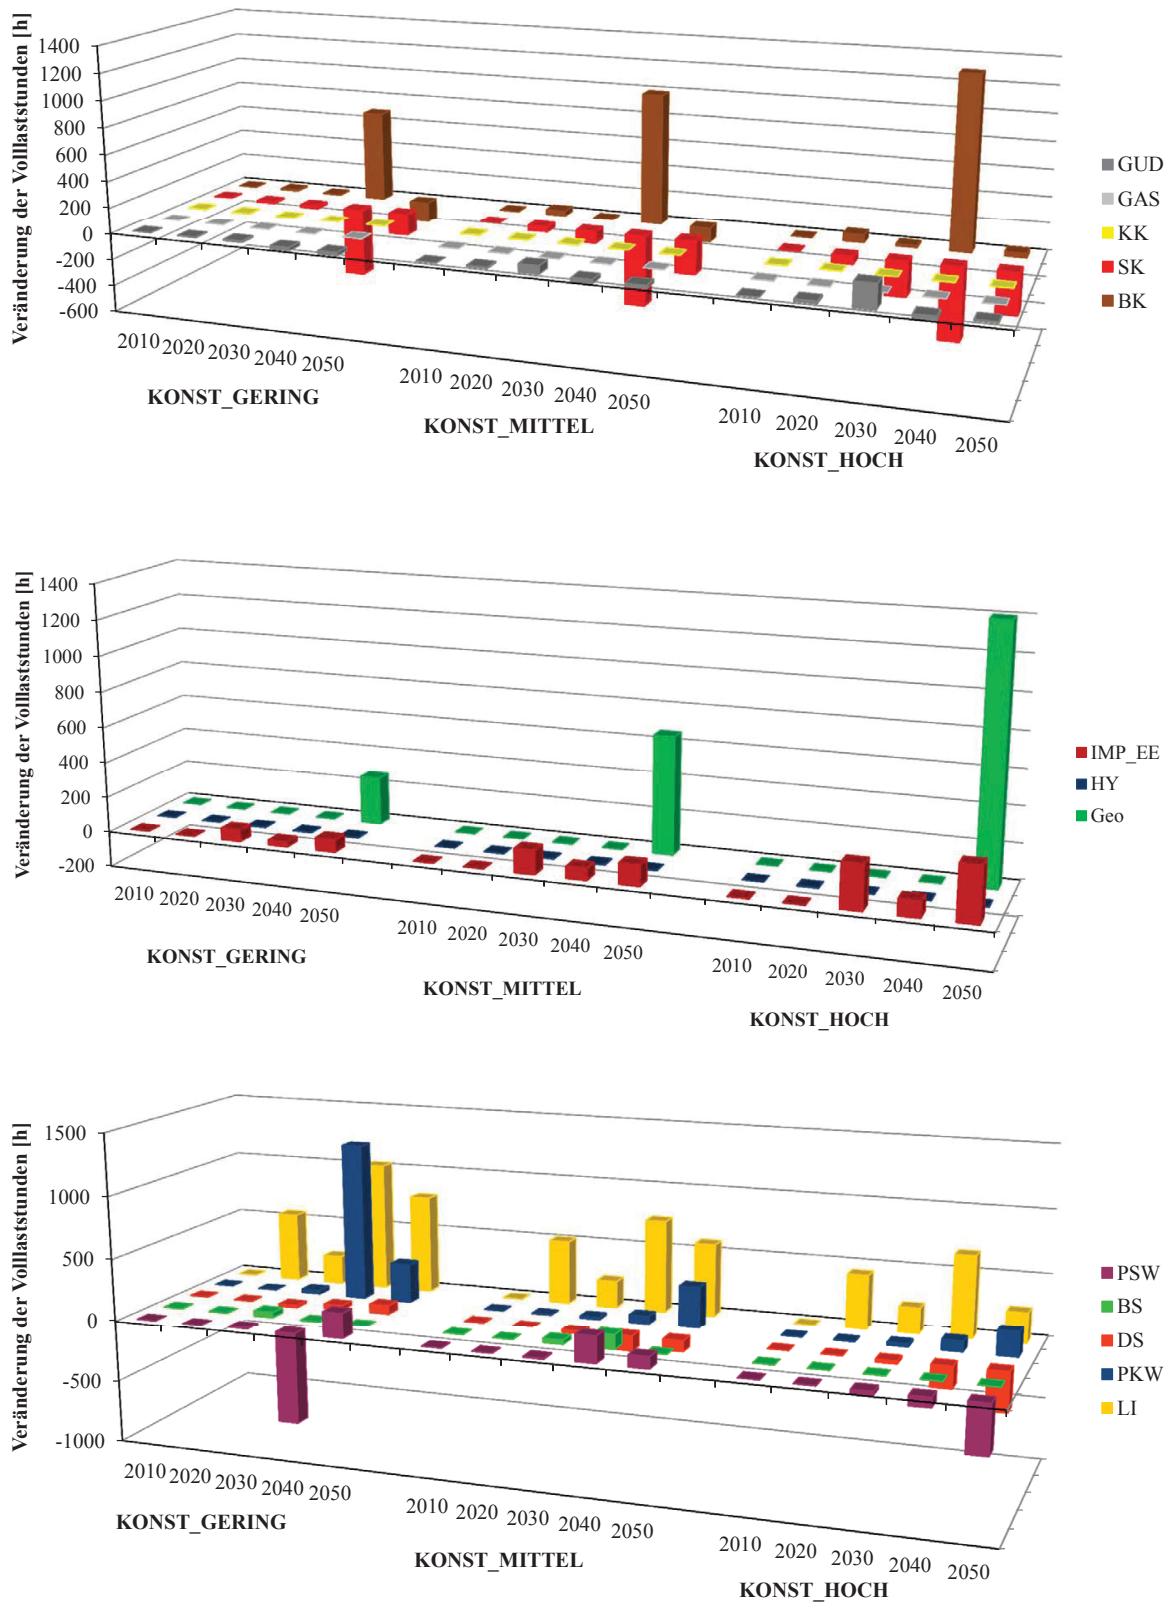 Veränderung der Volllaststunden [h]
1400
1200
1000
800
600
400
200
0
-200
-400
-600
2010 2020 2030 2040 2050
2010 2020 2030 2040 2050
2010 2020 2030 2040 2050
KONST_GERING
KONST_MITTEL
KONST_HOCH
GUD
GAS
KK
SK
BK
Veränderung der Volllaststunden [h]
1400
1200
1000
800
600
400
200
0
-200
2010 2020 2030 2040 2050
2010 2020 2030 2040 2050
2010 2020 2030 2040 2050
KONST_GERING
KONST_MITTEL
KONST_HOCH
IMP_EE
HY
Geo
Veränderung der Volllaststunden [h]
1500
1000
500
0
-500
-1000
2010 2020 2030 2040 2050
2010 2020 2030 2040 2050
2010 2020 2030 2040 2050
KONST_GERING
KONST_MITTEL
KONST_HOCH
PSW
BS
DS
PKW
LI